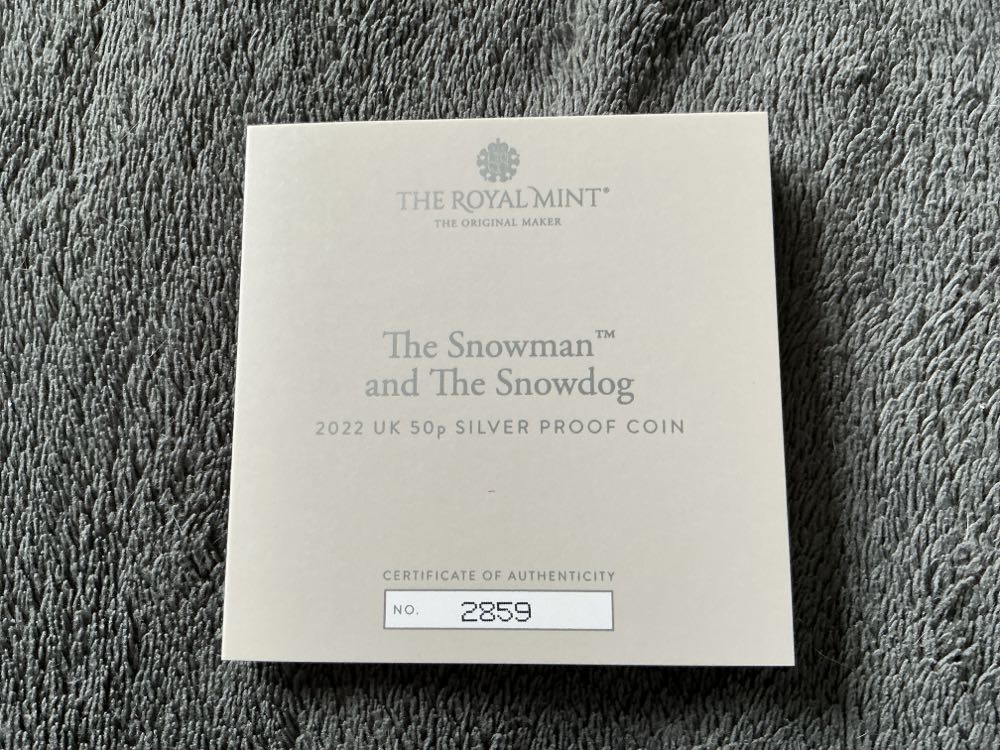 THE ROYAL MINT®
THE ORIGINAL MAKER
The Snowman™
and The Snowdog
2022 UK 50p SILVER PROOF COIN
CERTIFICATE OF AUTHENTICITY
NO. 2859